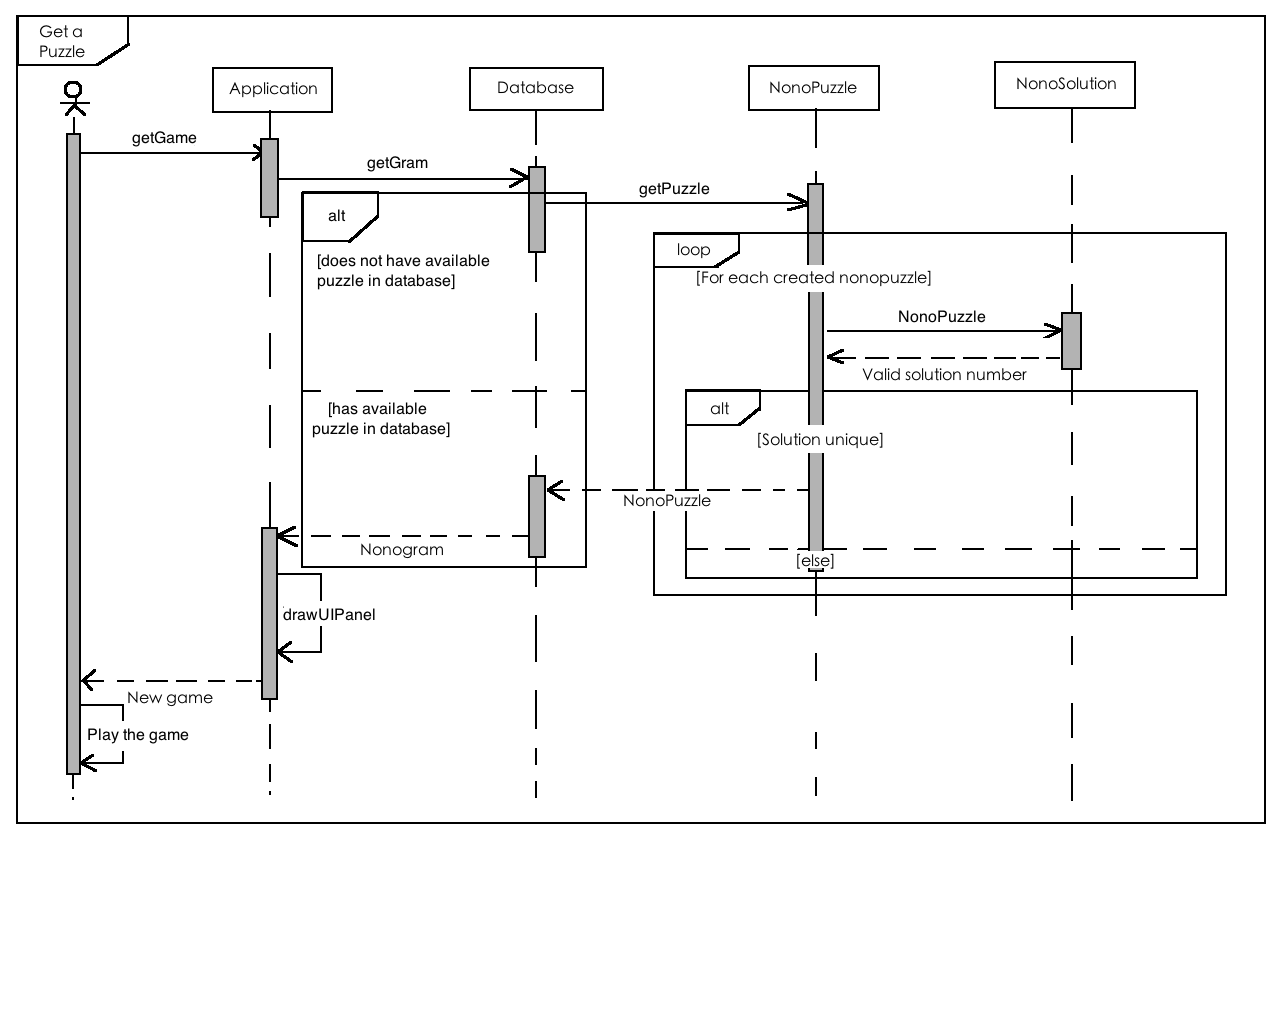 Get a
Puzzle
Application
Database
NonoPuzzle
NonoSolution
getGame
getGram
getPuzzle
alt
loop
[does not have available
puzzle in database]
[For each created nonopuzzle]
NonoPuzzle
Valid solution number
[has available
puzzle in database]
alt
[Solution unique]
NonoPuzzle
Nonogram
[else]
drawUIPanel
New game
Play the game